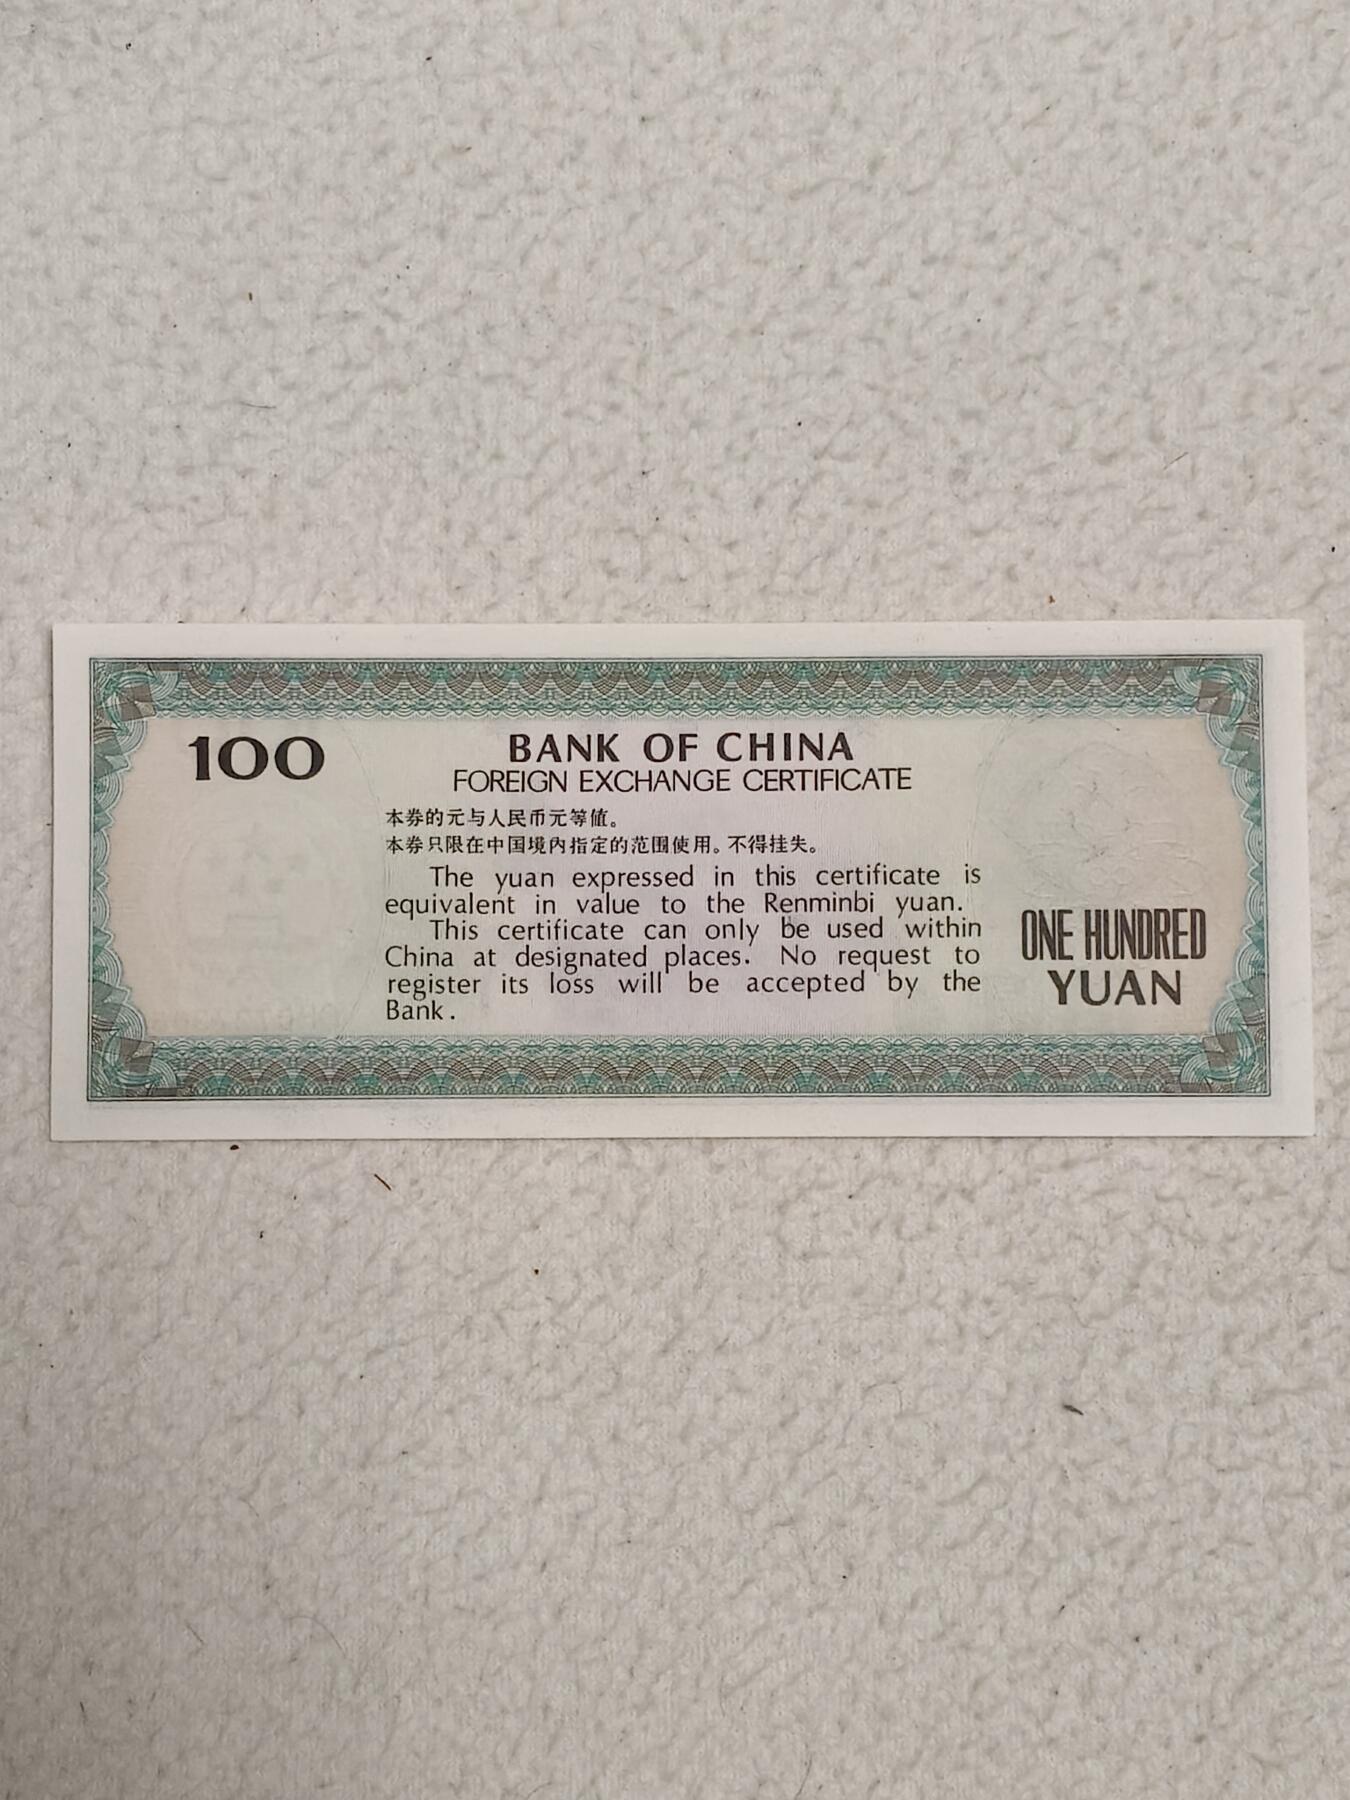 100
BANK OF CHINA
FOREIGN EXCHANGE CERTIFICATE
本券的元与人民币元等值。
本券只限在中国境内指定的范围使用。不得挂失。
The yuan expressed in this certificate is
equivalent in value to the Renminbi yuan.
This certificate can only be used within
China at designated places. No request to
register its loss will be accepted by the
Bank.
ONE HUNDRED
YUAN